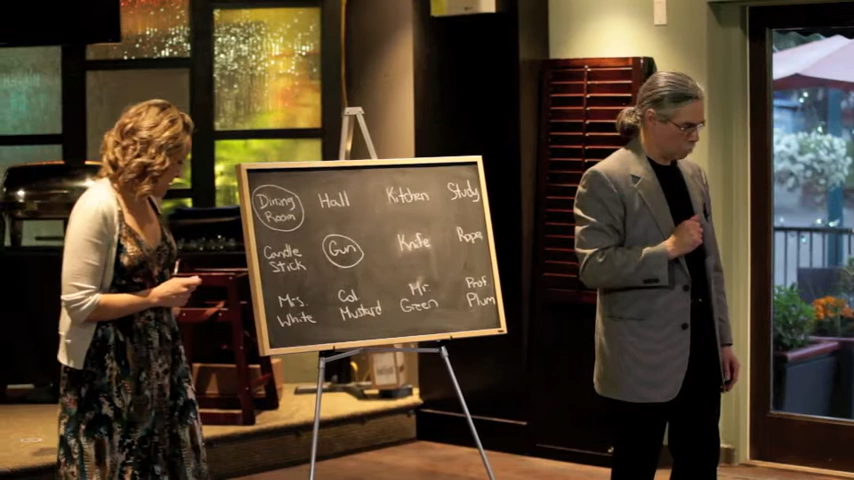 Dining Room Hall Kitchen Study
Candle Stick Gun Knife Rope
Mrs. White Col Mustard Mr. Green Prof. Plum